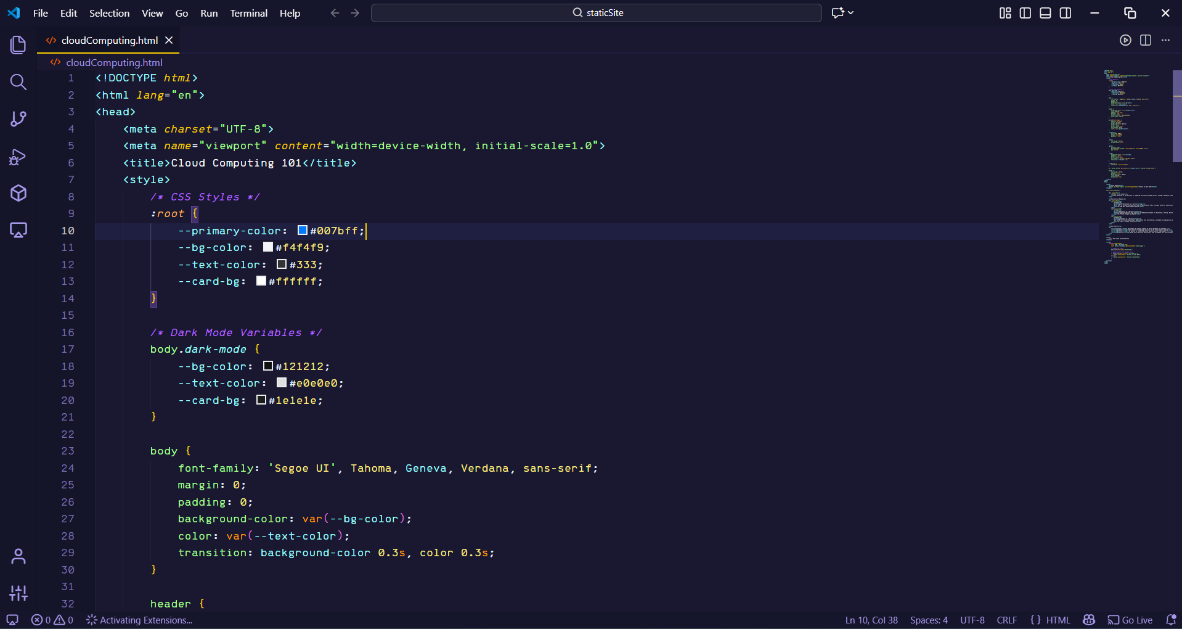 File Edit Selection View Go Run Terminal Help staticSite
cloudComputing.html
cloudComputing.html
1 <!DOCTYPE html>
2 <html lang="en">
3 <head>
4 <meta charset="UTF-8">
5 <meta name="viewport" content="width=device-width, initial-scale=1.0">
6 <title>Cloud Computing 101</title>
7 <style>
8 /* CSS Styles */
9 :root {
10 --primary-color: #007bff;
11 --bg-color: #f4f4f9;
12 --text-color: #333;
13 --card-bg: #ffffff;
14 }
15
16 /* Dark Mode Variables */
17 body.dark-mode {
18 --bg-color: #121212;
19 --text-color: #e0e0e0;
20 --card-bg: #1e1e1e;
21 }
22
23 body {
24 font-family: 'Segoe UI', Tahoma, Geneva, Verdana, sans-serif;
25 margin: 0;
26 padding: 0;
27 background-color: var(--bg-color);
28 color: var(--text-color);
29 transition: background-color 0.3s, color 0.3s;
30 }
31
32 header {
0 0 Activating Extensions... Ln 10, Col 38 Spaces: 4 UTF-8 CRLF { } HTML Go Live